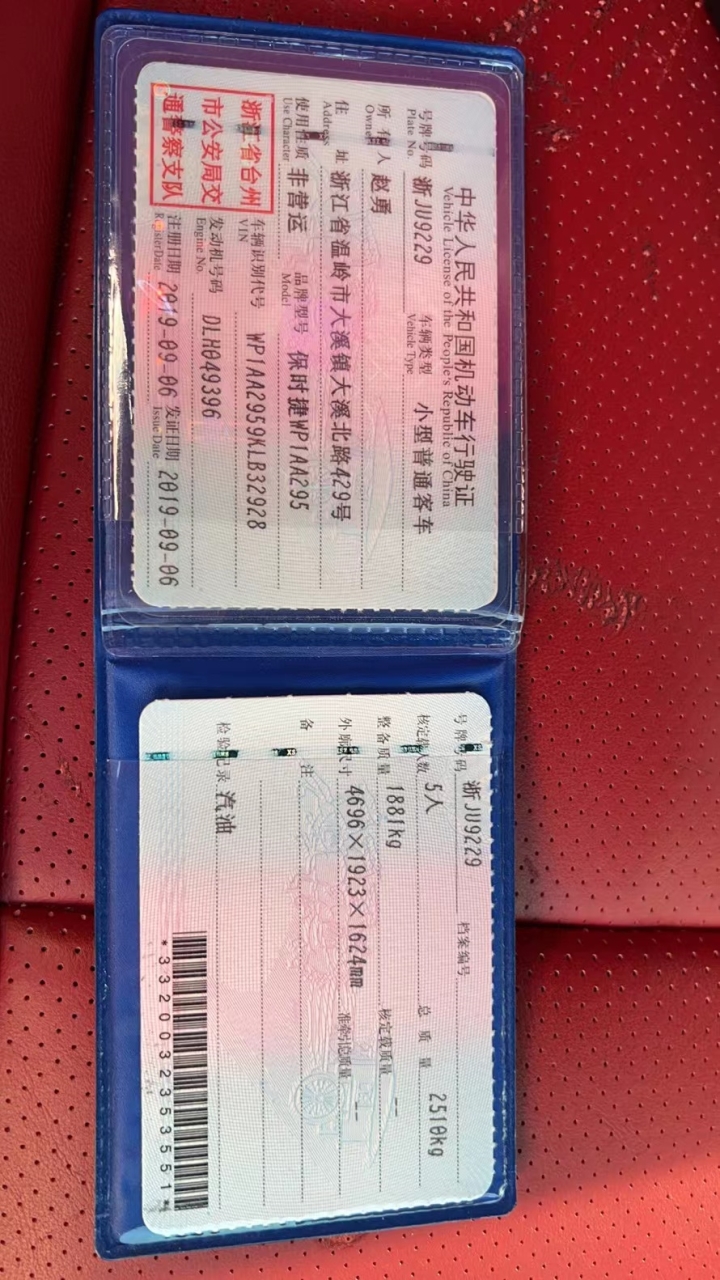 中华人民共和国机动车行驶证
Vehicle License of the People's Republic of China
号牌号码 浙JU9229 车辆类型 小型普通客车
Plate No. Vehicle Type
所有人 赵勇
Owner
住址 浙江省温岭市大溪镇大溪北路429号
Address
使用性质 非营运 品牌型号 保时捷WP1AA295
Use Character Model
浙江省台州
市公安局交
通警察支队
车辆识别代号 WP1AA2959KLB32928
VIN
发动机号码 DLH049396
Engine No.
注册日期 2019-09-06 发证日期 2019-09-06
Register Date Issue Date
号牌号码 浙JU9229 档案编号
核定载人数 5人 总质量 2510kg
整备质量 1881kg 核定载质量 --
外廓尺寸 4696×1923×1624mm 准牵引总质量 --
备注
检验记录 汽油
*3320032353551*